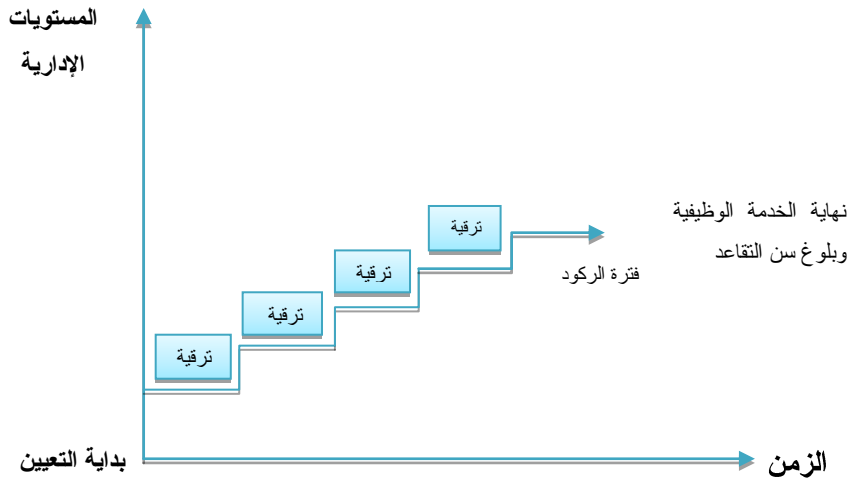 المستويات
الإدارية
ترقية
ترقية
ترقية
ترقية
نهاية الخدمة الوظيفية
وبلوغ سن التقاعد
فترة الركود
بداية التعيين
الزمن